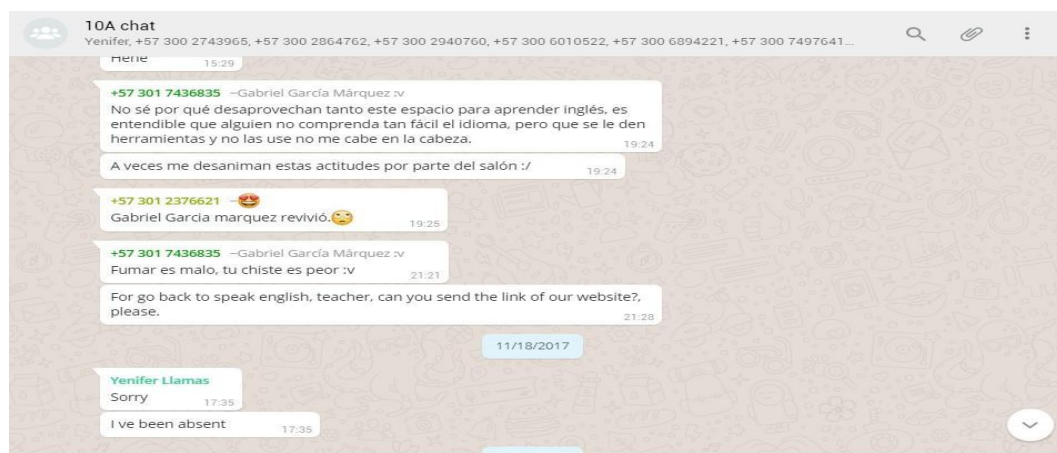 10A chat
Yenifer, +57 300 2743965, +57 300 2864762, +57 300 2940760, +57 300 6010522, +57 300 6894221, +57 300 7497641...
15:29
+57 301 7436835 ~Gabriel García Márquez :v
No sé por qué desaprovechan tanto este espacio para aprender inglés, es
entendible que alguien no comprenda tan fácil el idioma, pero que se le den
herramientas y no las use no me cabe en la cabeza.
19:24
A veces me desaniman estas actitudes por parte del salón :/ 19:24
+57 301 2376621 ~😍
Gabriel Garcia marquez revivió.🙄 19:25
+57 301 7436835 ~Gabriel García Márquez :v
Fumar es malo, tu chiste es peor :v 21:21
For go back to speak english, teacher, can you send the link of our website?,
please. 21:28
11/18/2017
Yenifer Llamas
Sorry 17:35
I ve been absent 17:35